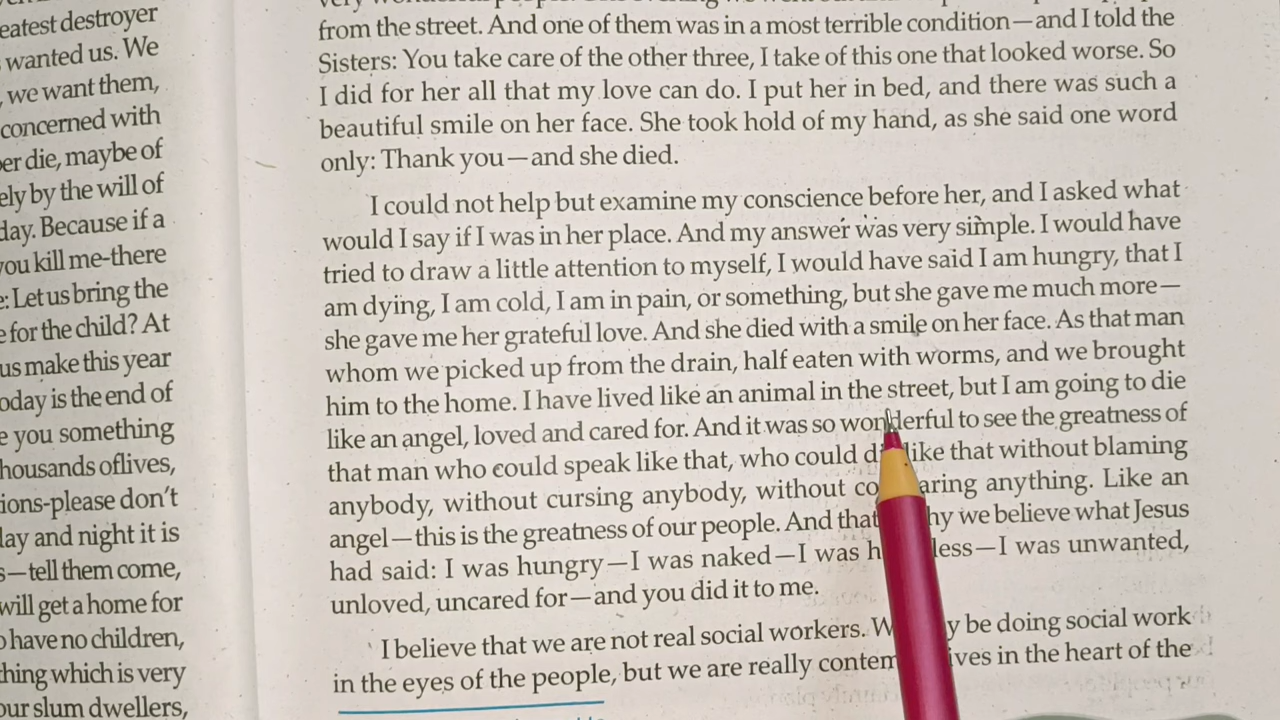 eatest destroyer
wanted us. We
, we want them,
concerned with
er die, maybe of
ely by the will of
day. Because if a
you kill me-there
: Let us bring the
e for the child? At
us make this year
oday is the end of
e you something
housands oflives,
ions-please don't
lay and night it is
s—tell them come,
will get a home for
o have no children,
thing which is very
our slum dwellers,
from the street. And one of them was in a most terrible condition—and I told the
Sisters: You take care of the other three, I take of this one that looked worse. So
I did for her all that my love can do. I put her in bed, and there was such a
beautiful smile on her face. She took hold of my hand, as she said one word
only: Thank you—and she died.
I could not help but examine my conscience before her, and I asked what
would I say if I was in her place. And my answer was very simple. I would have
tried to draw a little attention to myself, I would have said I am hungry, that I
am dying, I am cold, I am in pain, or something, but she gave me much more—
she gave me her grateful love. And she died with a smile on her face. As that man
whom we picked up from the drain, half eaten with worms, and we brought
him to the home. I have lived like an animal in the street, but I am going to die
like an angel, loved and cared for. And it was so wonderful to see the greatness of
that man who could speak like that, who could d like that without blaming
anybody, without cursing anybody, without co aring anything. Like an
angel—this is the greatness of our people. And that hy we believe what Jesus
had said: I was hungry—I was naked—I was h less—I was unwanted,
unloved, uncared for—and you did it to me.
I believe that we are not real social workers. W y be doing social work
in the eyes of the people, but we are really contem ives in the heart of the